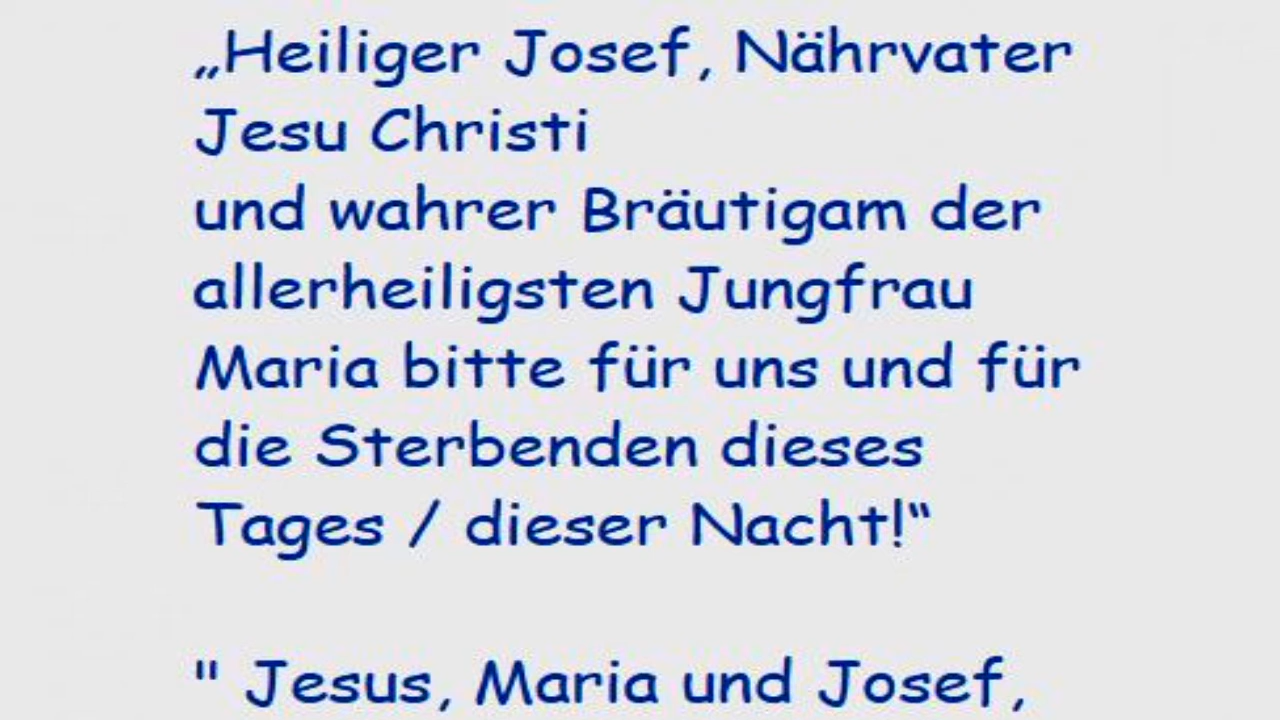 „Heiliger Josef, Nährvater
Jesu Christi
und wahrer Bräutigam der
allerheiligsten Jungfrau
Maria bitte für uns und für
die Sterbenden dieses
Tages / dieser Nacht!“
" Jesus, Maria und Josef,